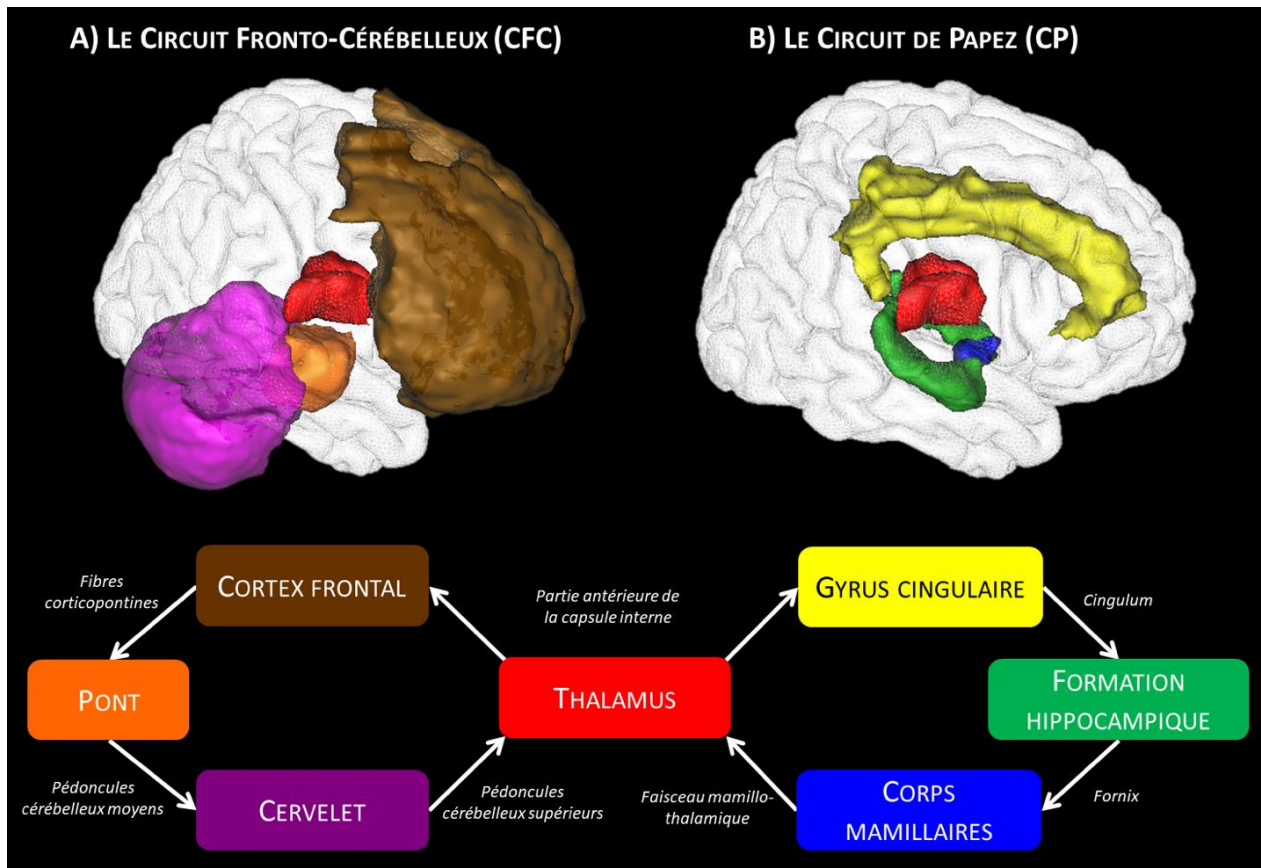 A) LE CIRCUIT FRONTO-CÉRÉBELLEUX (CFC)
B) LE CIRCUIT DE PAPEZ (CP)
CORTEX FRONTAL
GYRUS CINGULAIRE
Fibres
corticopontines
Partie antérieure de
la capsule interne
Cingulum
PONT
THALAMUS
FORMATION
HIPPOCAMPIQUE
Pédoncules
cérébelleux moyens
CERVELET
Pédoncules
cérébelleux supérieurs
Faisceau mamillo-
thalamique
CORPS
MAMILLAIRES
Fornix